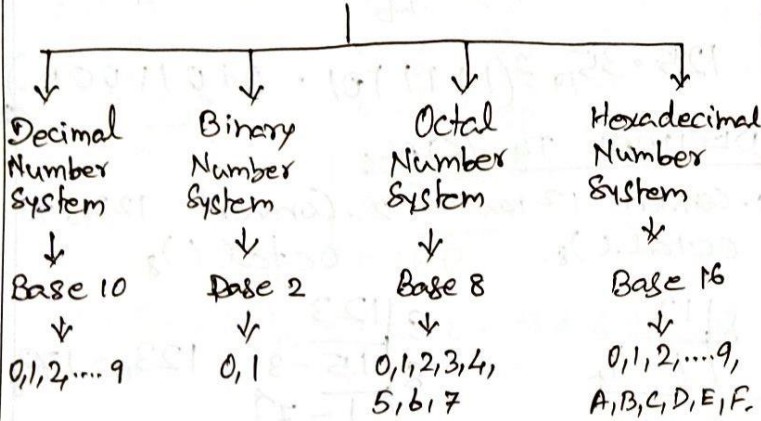 Decimal Number System
↓
Base 10
↓
0,1,2,.... 9
Binary Number System
↓
Base 2
↓
0,1
Octal Number System
↓
Base 8
↓
0,1,2,3,4,
5,6,7
Hexadecimal Number System
↓
Base 16
↓
0,1,2,....9,
A,B,C,D,E,F.